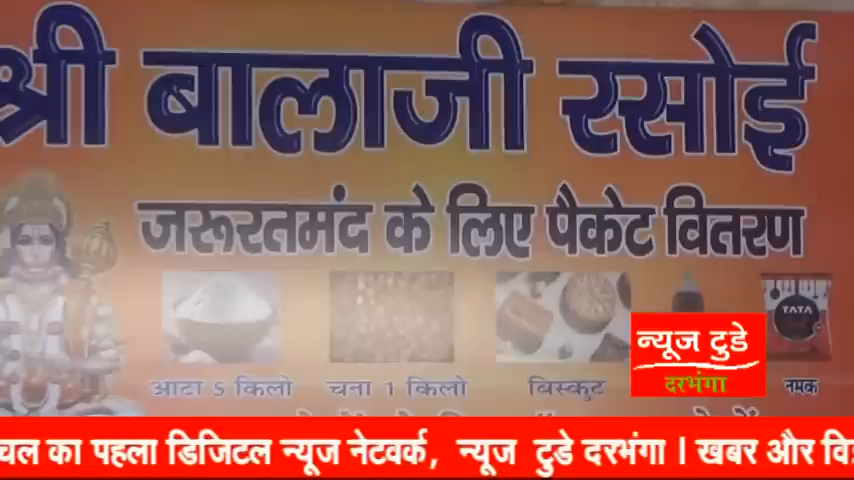 श्री बालाजी रसोई
जरूरतमंद के लिए पैकेट वितरण
TATA
न्यूज टुडे
दरभंगा
आटा 5 किलो चना 1 किलो बिस्कुट नमक
चल का पहला डिजिटल न्यूज नेटवर्क, न्यूज टुडे दरभंगा । खबर और